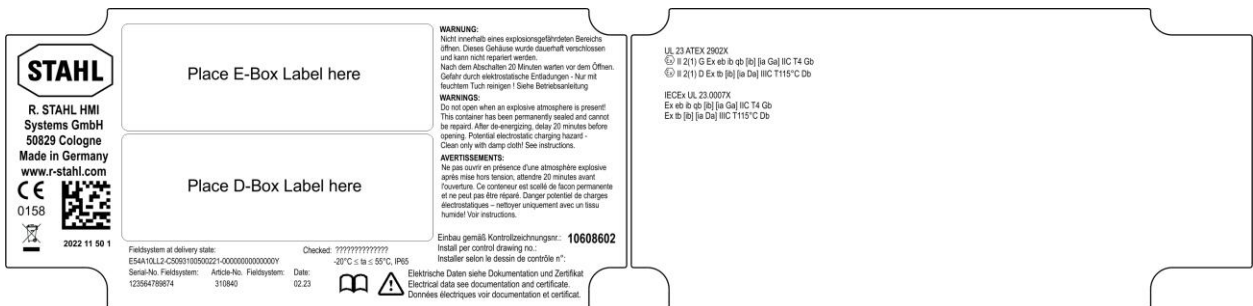 STAHL
R. STAHL HMI
Systems GmbH
50829 Cologne
Made in Germany
www.r-stahl.com
CE
0158
2022 11 50 1
Place E-Box Label here
Place D-Box Label here
Fieldsystem at delivery state:
Checked: ??????????????
E54A10LL2-C5093100500221-0000000000000Y
-20°C ≤ ta ≤ 55°C, IP65
Serial-No. Fieldsystem: Article-No. Fieldsystem: Date:
123564789874 310840 02.23
WARNUNG:
Nicht innerhalb eines explosionsgefährdeten Bereichs
öffnen. Dieses Gehäuse wurde dauerhaft verschlossen
und kann nicht repariert werden.
Nach dem Abschalten 20 Minuten warten vor dem Öffnen.
Gefahr durch elektrostatische Entladungen - Nur mit
feuchtem Tuch reinigen ! Siehe Betriebsanleitung
WARNINGS:
Do not open when an explosive atmosphere is present!
This container has been permanently sealed and cannot
be repaird. After de-energizing, delay 20 minutes before
opening. Potential electrostatic charging hazard -
Clean only with damp cloth! See instructions.
AVERTISSEMENTS:
Ne pas ouvrir en présence d'une atmosphère explosive
après mise hors tension, attendre 20 minutes avant
l'ouverture. Ce conteneur est scellé de facon permanente
et ne peut pas être réparé. Danger potentiel de charges
électrostatiques – nettoyer uniquement avec un tissu
humide! Voir instructions.
Einbau gemäß Kontrollzeichnungsnr.: 10608602
Install per control drawing no.:
Installer selon le dessin de contrôle n°:
Elektrische Daten siehe Dokumentation und Zertifikat
Electrical data see documentation and certificate.
Données électriques voir documentation et certificat.
UL 23 ATEX 2902X
Ex II 2(1) G Ex eb ib qb [ib] [ia Ga] IIC T4 Gb
Ex II 2(1) D Ex tb [ib] [ia Da] IIIC T115°C Db
IECEx UL 23.0007X
Ex eb ib qb [ib] [ia Ga] IIC T4 Gb
Ex tb [ib] [ia Da] IIIC T115°C Db